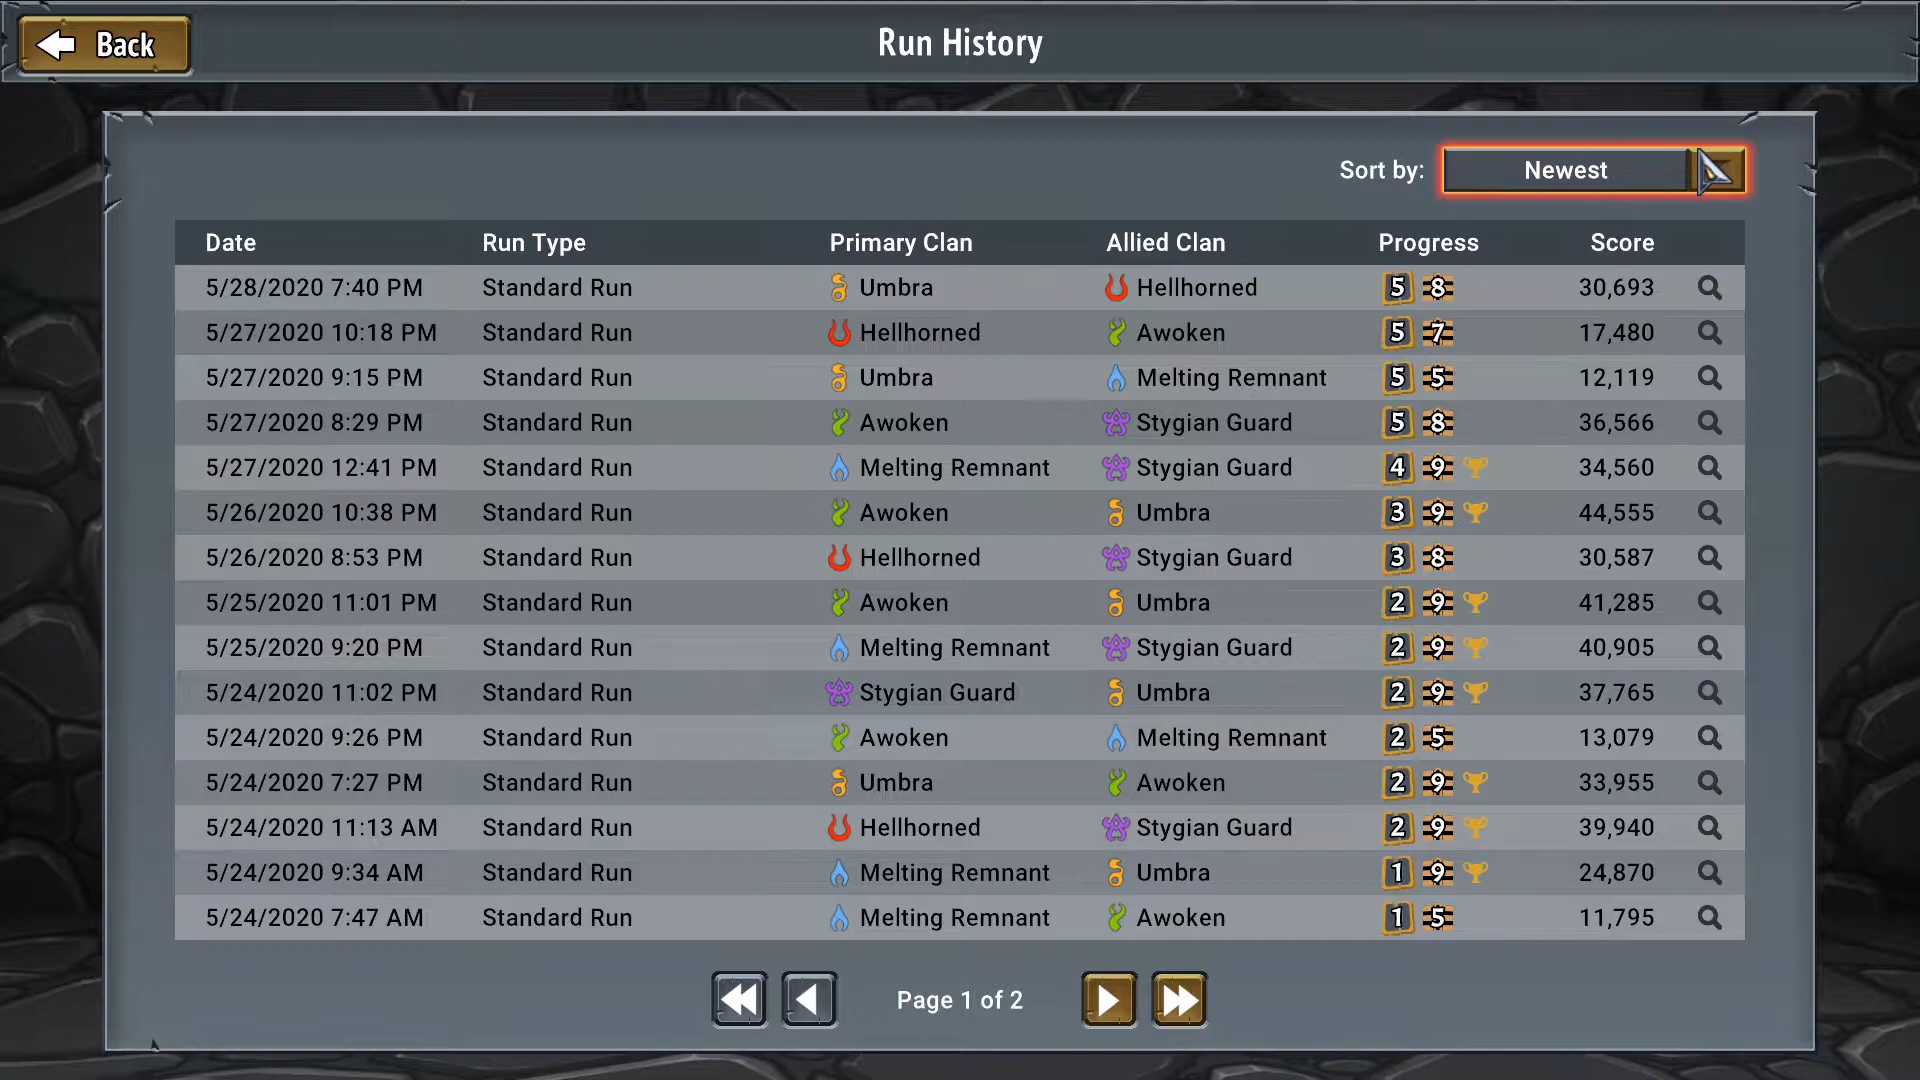 Back
Run History
Sort by: Newest
Date Run Type Primary Clan Allied Clan Progress Score
5/28/2020 7:40 PM Standard Run Umbra Hellhorned 5 8 30,693
5/27/2020 10:18 PM Standard Run Hellhorned Awoken 5 7 17,480
5/27/2020 9:15 PM Standard Run Umbra Melting Remnant 5 5 12,119
5/27/2020 8:29 PM Standard Run Awoken Stygian Guard 5 8 36,566
5/27/2020 12:41 PM Standard Run Melting Remnant Stygian Guard 4 9 34,560
5/26/2020 10:38 PM Standard Run Awoken Umbra 3 9 44,555
5/26/2020 8:53 PM Standard Run Hellhorned Stygian Guard 3 8 30,587
5/25/2020 11:01 PM Standard Run Awoken Umbra 2 9 41,285
5/25/2020 9:20 PM Standard Run Melting Remnant Stygian Guard 2 9 40,905
5/24/2020 11:02 PM Standard Run Stygian Guard Umbra 2 9 37,765
5/24/2020 9:26 PM Standard Run Awoken Melting Remnant 2 5 13,079
5/24/2020 7:27 PM Standard Run Umbra Awoken 2 9 33,955
5/24/2020 11:13 AM Standard Run Hellhorned Stygian Guard 2 9 39,940
5/24/2020 9:34 AM Standard Run Melting Remnant Umbra 1 9 24,870
5/24/2020 7:47 AM Standard Run Melting Remnant Awoken 1 5 11,795
Page 1 of 2